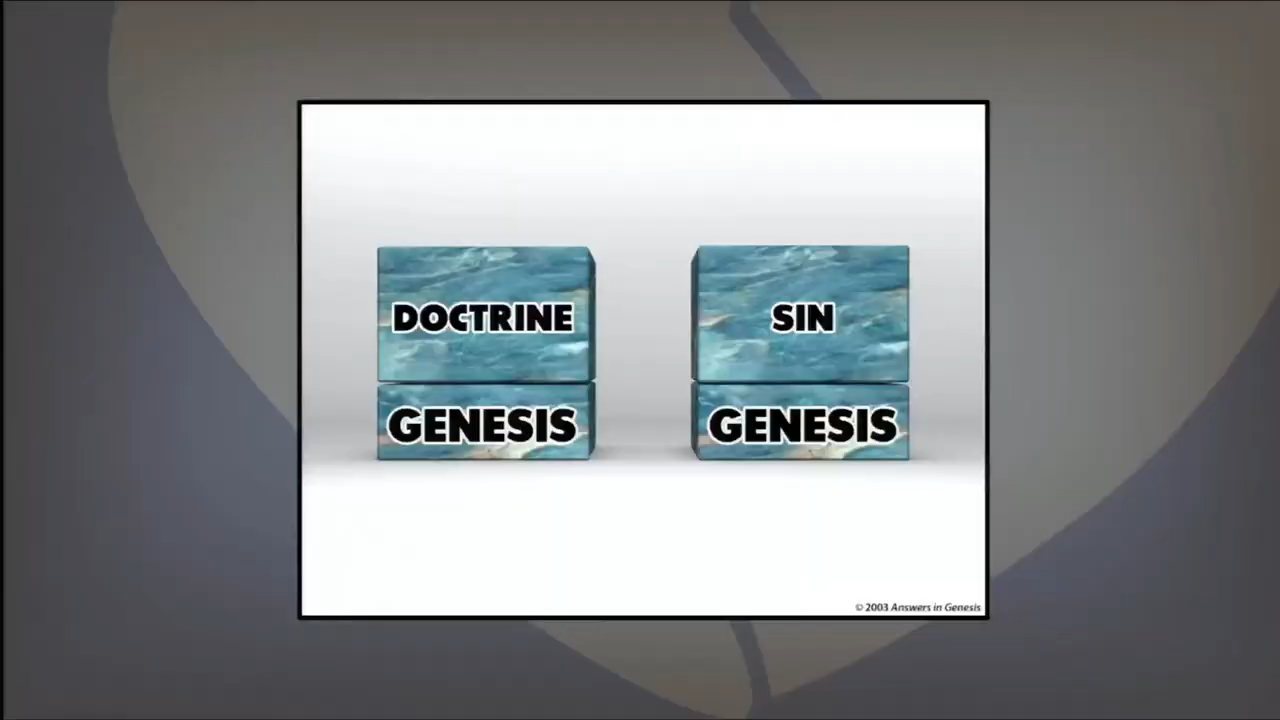 DOCTRINE
GENESIS
SIN
GENESIS
© 2003 Answers in Genesis